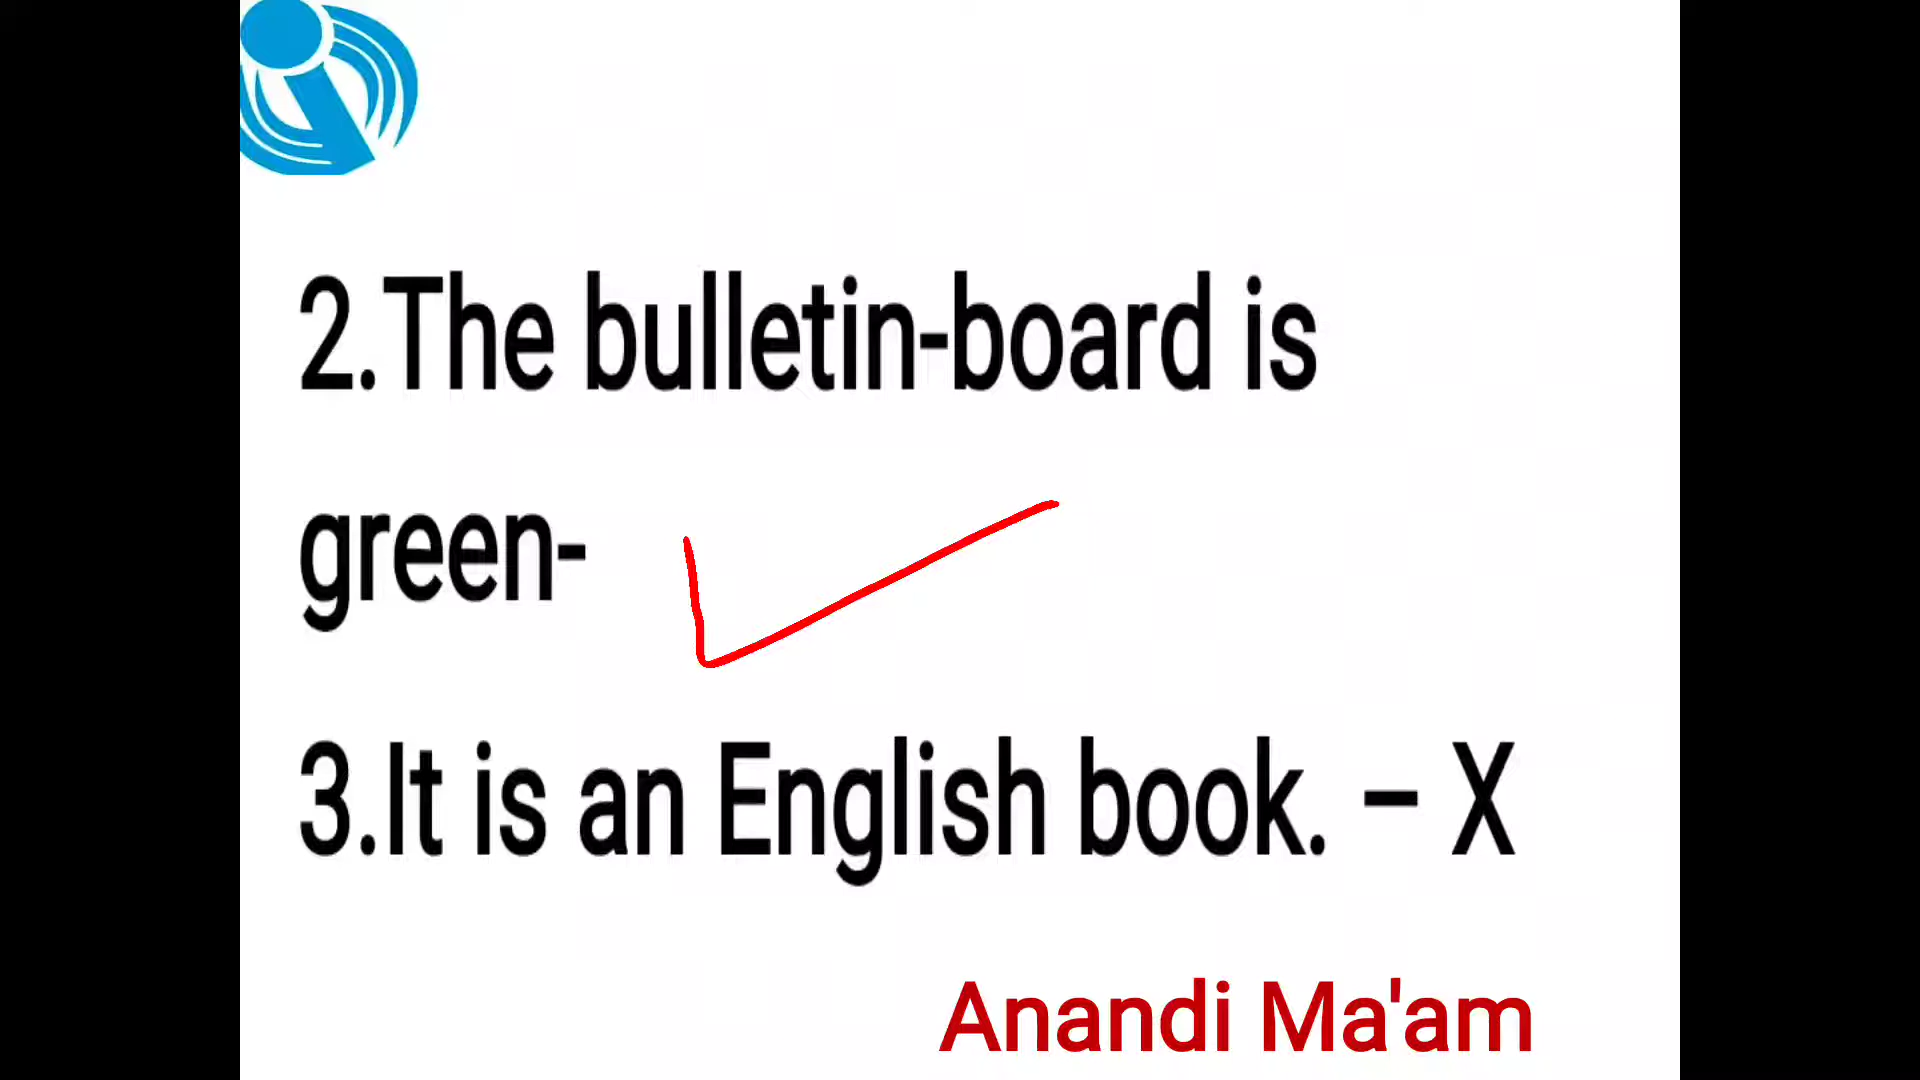 2.The bulletin-board is
green-
3.It is an English book. – X
Anandi Ma'am